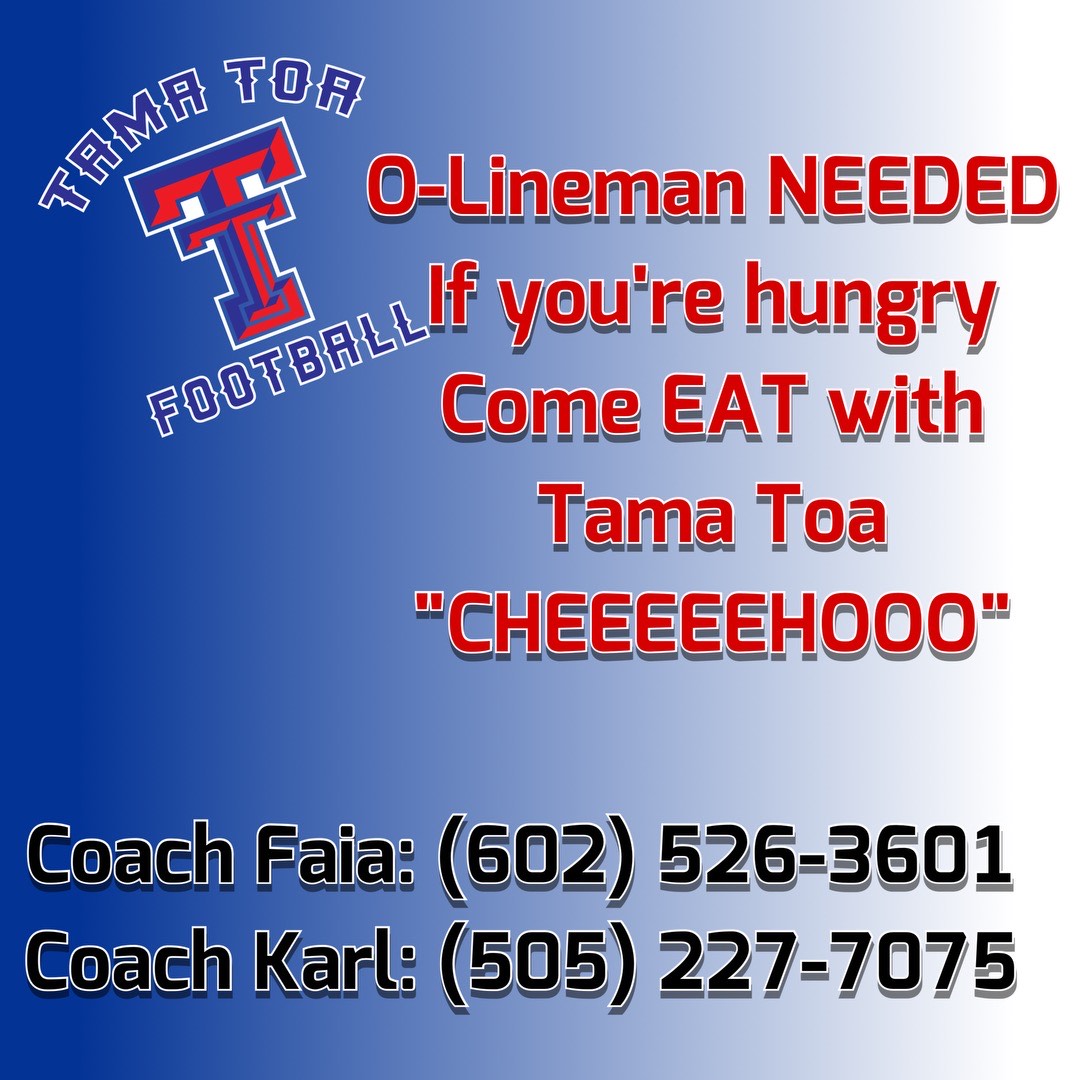 TAMA TOA
T
FOOTBALL
O-Lineman NEEDED
If you're hungry
Come EAT with
Tama Toa
"CHEEEEEHOOO"
Coach Faia: (602) 526-3601
Coach Karl: (505) 227-7075